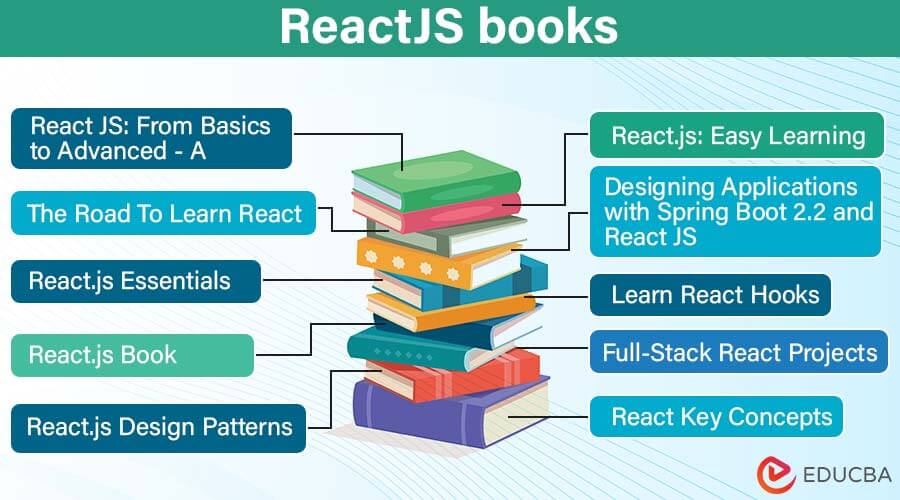 ReactJS books
React JS: From Basics
to Advanced - A
The Road To Learn React
React.js Essentials
React.js Book
React.js Design Patterns
React.js: Easy Learning
Designing Applications
with Spring Boot 2.2 and
React JS
Learn React Hooks
Full-Stack React Projects
React Key Concepts
EDUCBA